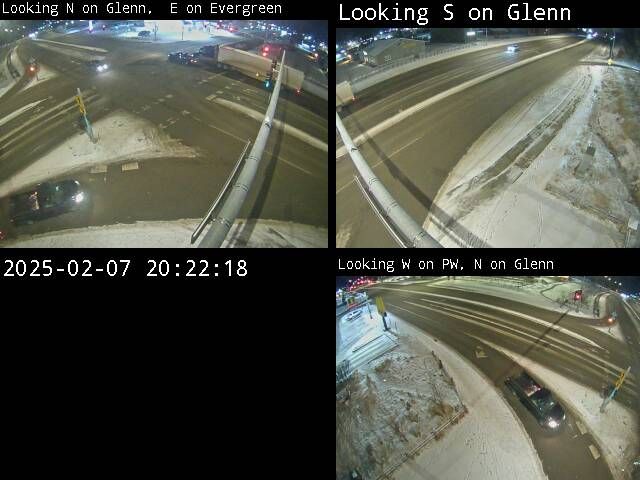 Looking N on Glenn,  E on Evergreen
Looking S on Glenn
2025-02-07 20:22:18
Looking W on PW, N on Glenn